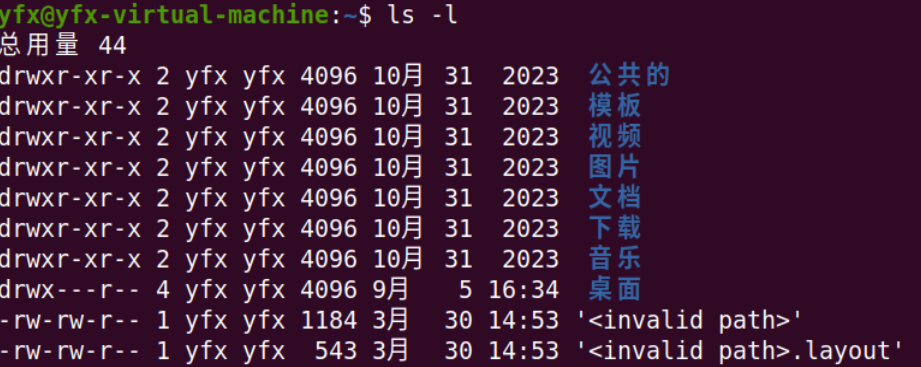 yfx@yfx-virtual-machine:~$ ls -l
总用量 44
drwxr-xr-x 2 yfx yfx 4096 10月 31  2023 公共的
drwxr-xr-x 2 yfx yfx 4096 10月 31  2023 模板
drwxr-xr-x 2 yfx yfx 4096 10月 31  2023 视频
drwxr-xr-x 2 yfx yfx 4096 10月 31  2023 图片
drwxr-xr-x 2 yfx yfx 4096 10月 31  2023 文档
drwxr-xr-x 2 yfx yfx 4096 10月 31  2023 下载
drwxr-xr-x 2 yfx yfx 4096 10月 31  2023 音乐
drwx---r-- 4 yfx yfx 4096 9月   5 16:34 桌面
-rw-rw-r-- 1 yfx yfx 1184 3月  30 14:53 '<invalid path>'
-rw-rw-r-- 1 yfx yfx  543 3月  30 14:53 '<invalid path>.layout'